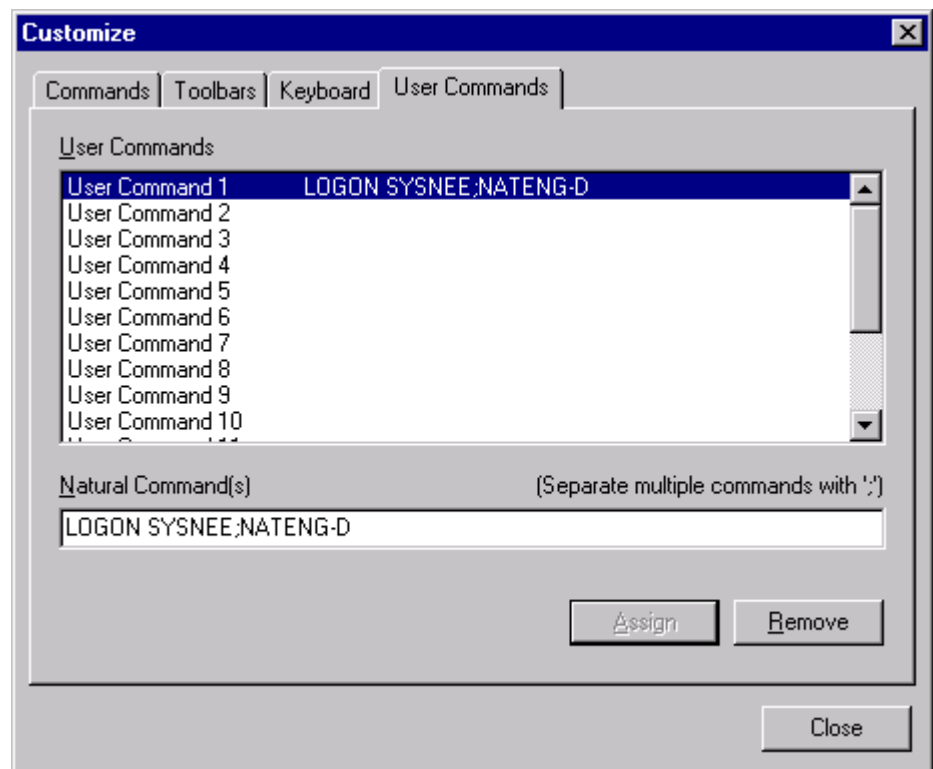 Customize
Commands Toolbars Keyboard User Commands
User Commands
User Command 1 LOGON SYSNEE;NATENG-D
User Command 2
User Command 3
User Command 4
User Command 5
User Command 6
User Command 7
User Command 8
User Command 9
User Command 10
Natural Command(s) (Separate multiple commands with ';')
LOGON SYSNEE;NATENG-D
Assign Remove
Close